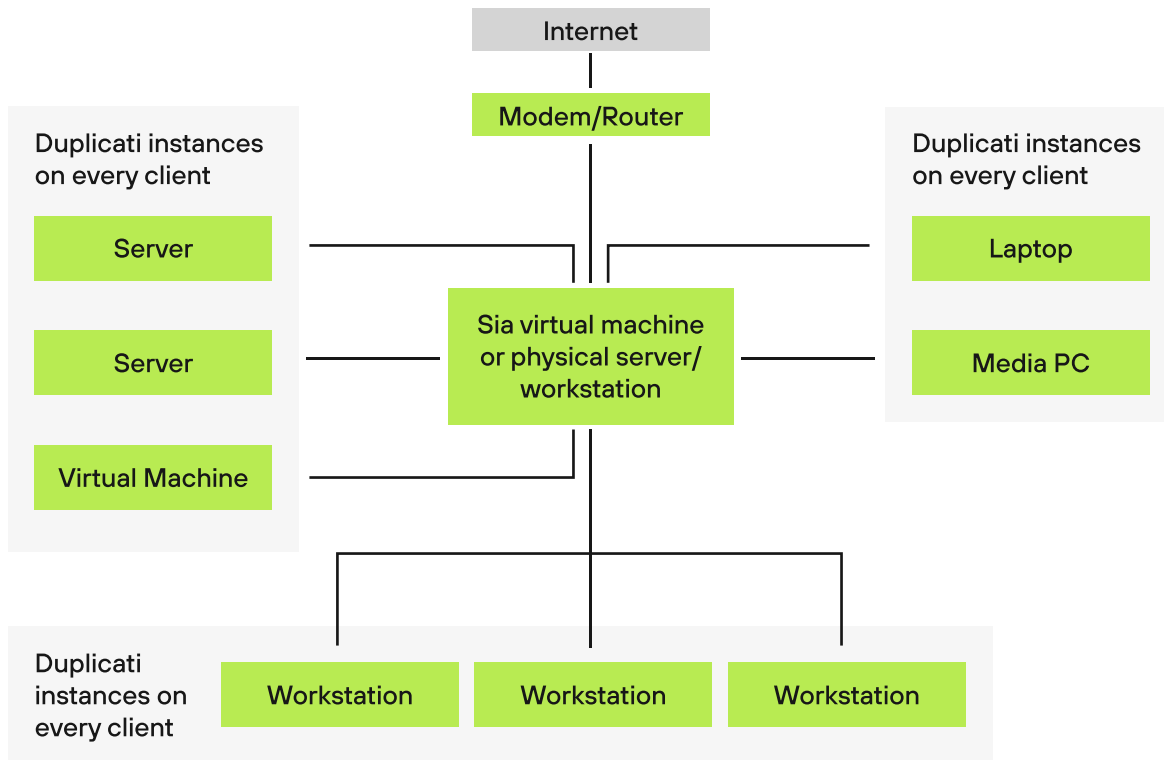 Internet
Modem/Router
Duplicati instances
on every client
Server
Server
Virtual Machine
Sia virtual machine
or physical server/
workstation
Duplicati instances
on every client
Laptop
Media PC
Duplicati
instances on
every client
Workstation
Workstation
Workstation